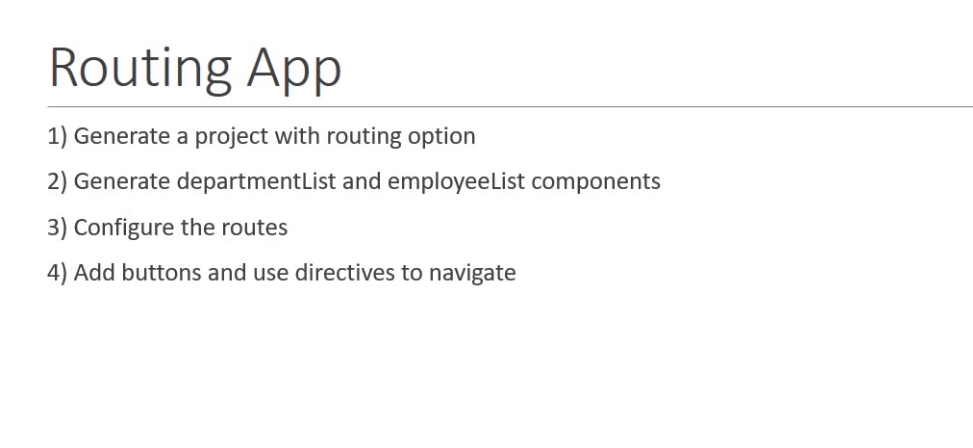 Routing App
1) Generate a project with routing option
2) Generate departmentList and employeeList components
3) Configure the routes
4) Add buttons and use directives to navigate